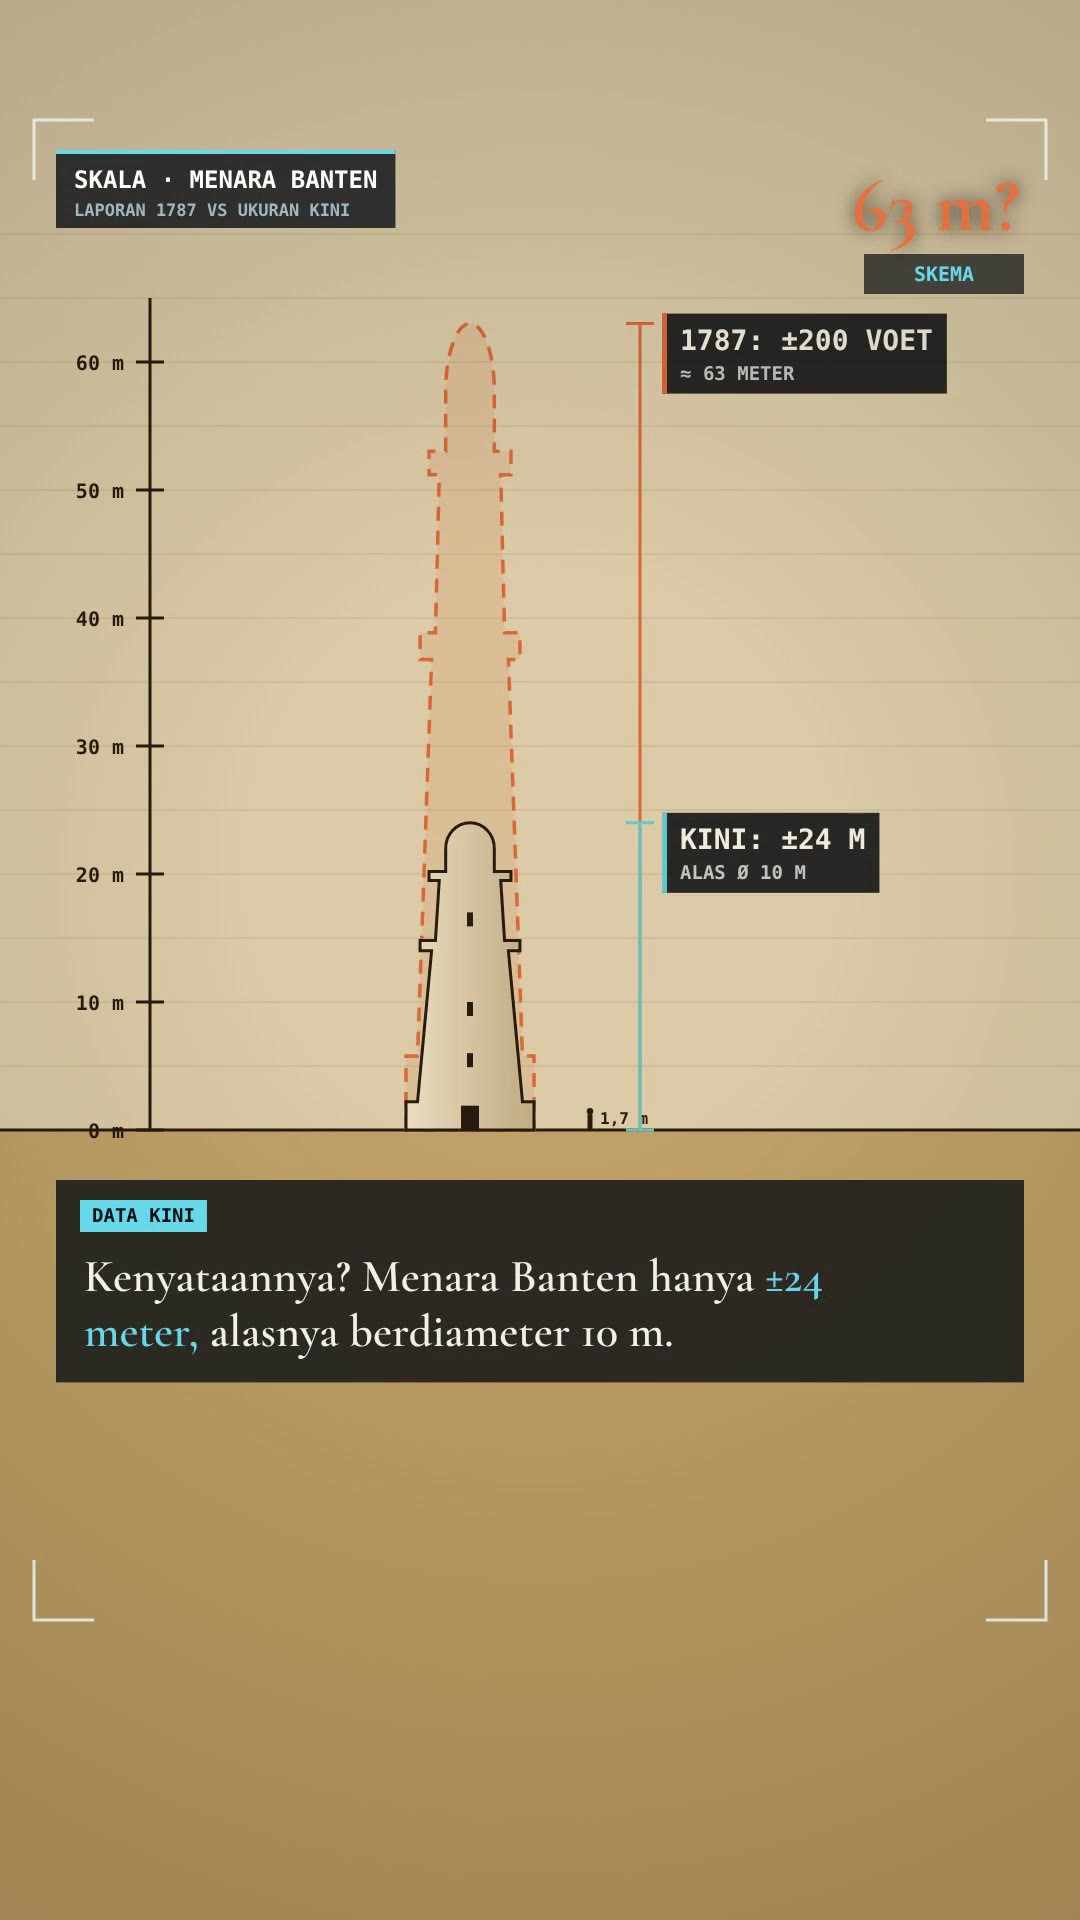 SKALA · MENARA BANTEN
LAPORAN 1787 VS UKURAN KINI
63 m?
SKEMA
1787: ±200 VOET
≈ 63 METER
60 m
50 m
40 m
30 m
KINI: ±24 M
ALAS Ø 10 M
20 m
10 m
1,7 m
0 m
DATA KINI
Kenyataannya? Menara Banten hanya ±24
meter, alasnya berdiameter 10 m.